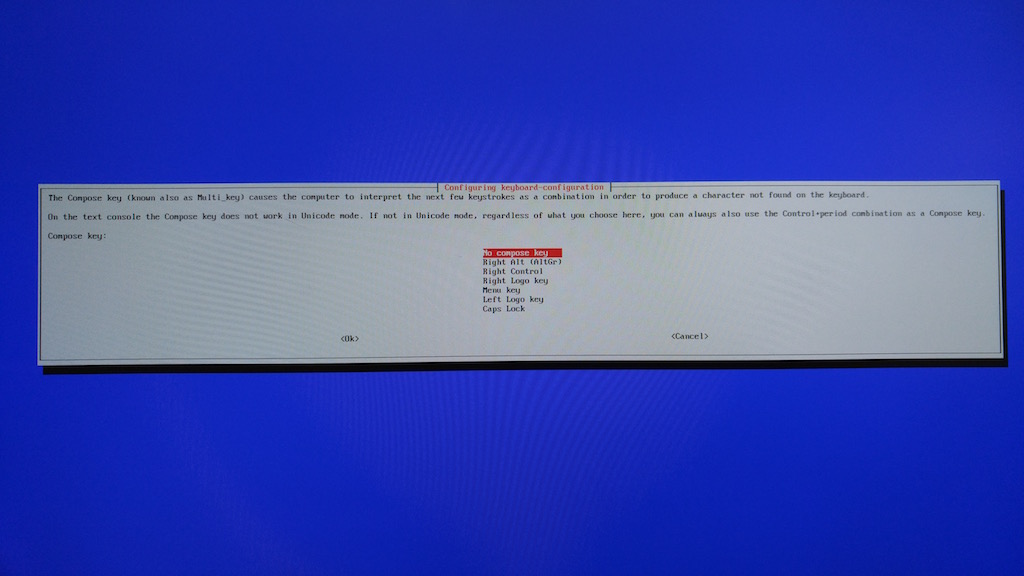 Configuring keyboard-configuration
The Compose key (known also as Multi_key) causes the computer to interpret the next few keystrokes as a combination in order to produce a character not found on the keyboard.
On the text console the Compose key does not work in Unicode mode. If not in Unicode mode, regardless of what you choose here, you can always also use the Control+period combination as a Compose key.
Compose key:
No compose key
Right Alt (AltGr)
Right Control
Right Logo key
Menu key
Left Logo key
Caps Lock
<Ok> <Cancel>